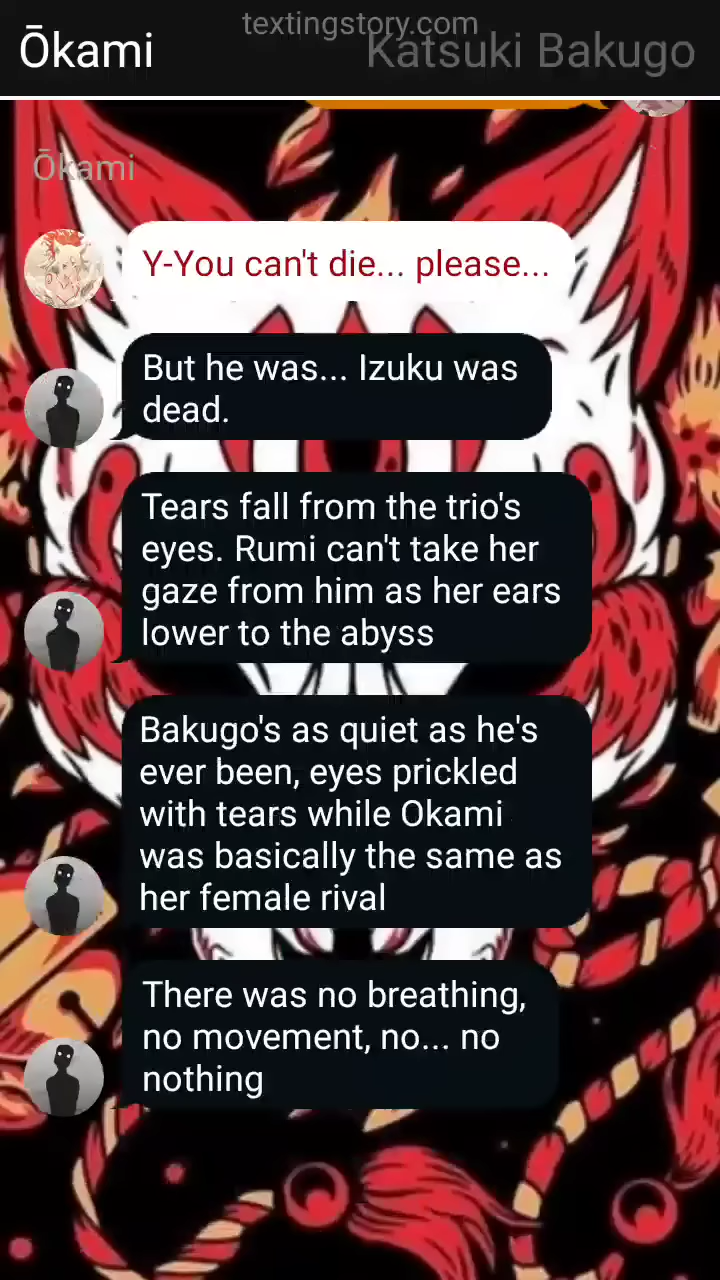 textingstory.com
Ōkami
Katsuki Bakugo
Ōkami
Y-You can't die... please...
But he was... Izuku was
dead.
Tears fall from the trio's
eyes. Rumi can't take her
gaze from him as her ears
lower to the abyss
Bakugo's as quiet as he's
ever been, eyes prickled
with tears while Okami
was basically the same as
her female rival
There was no breathing,
no movement, no... no
nothing